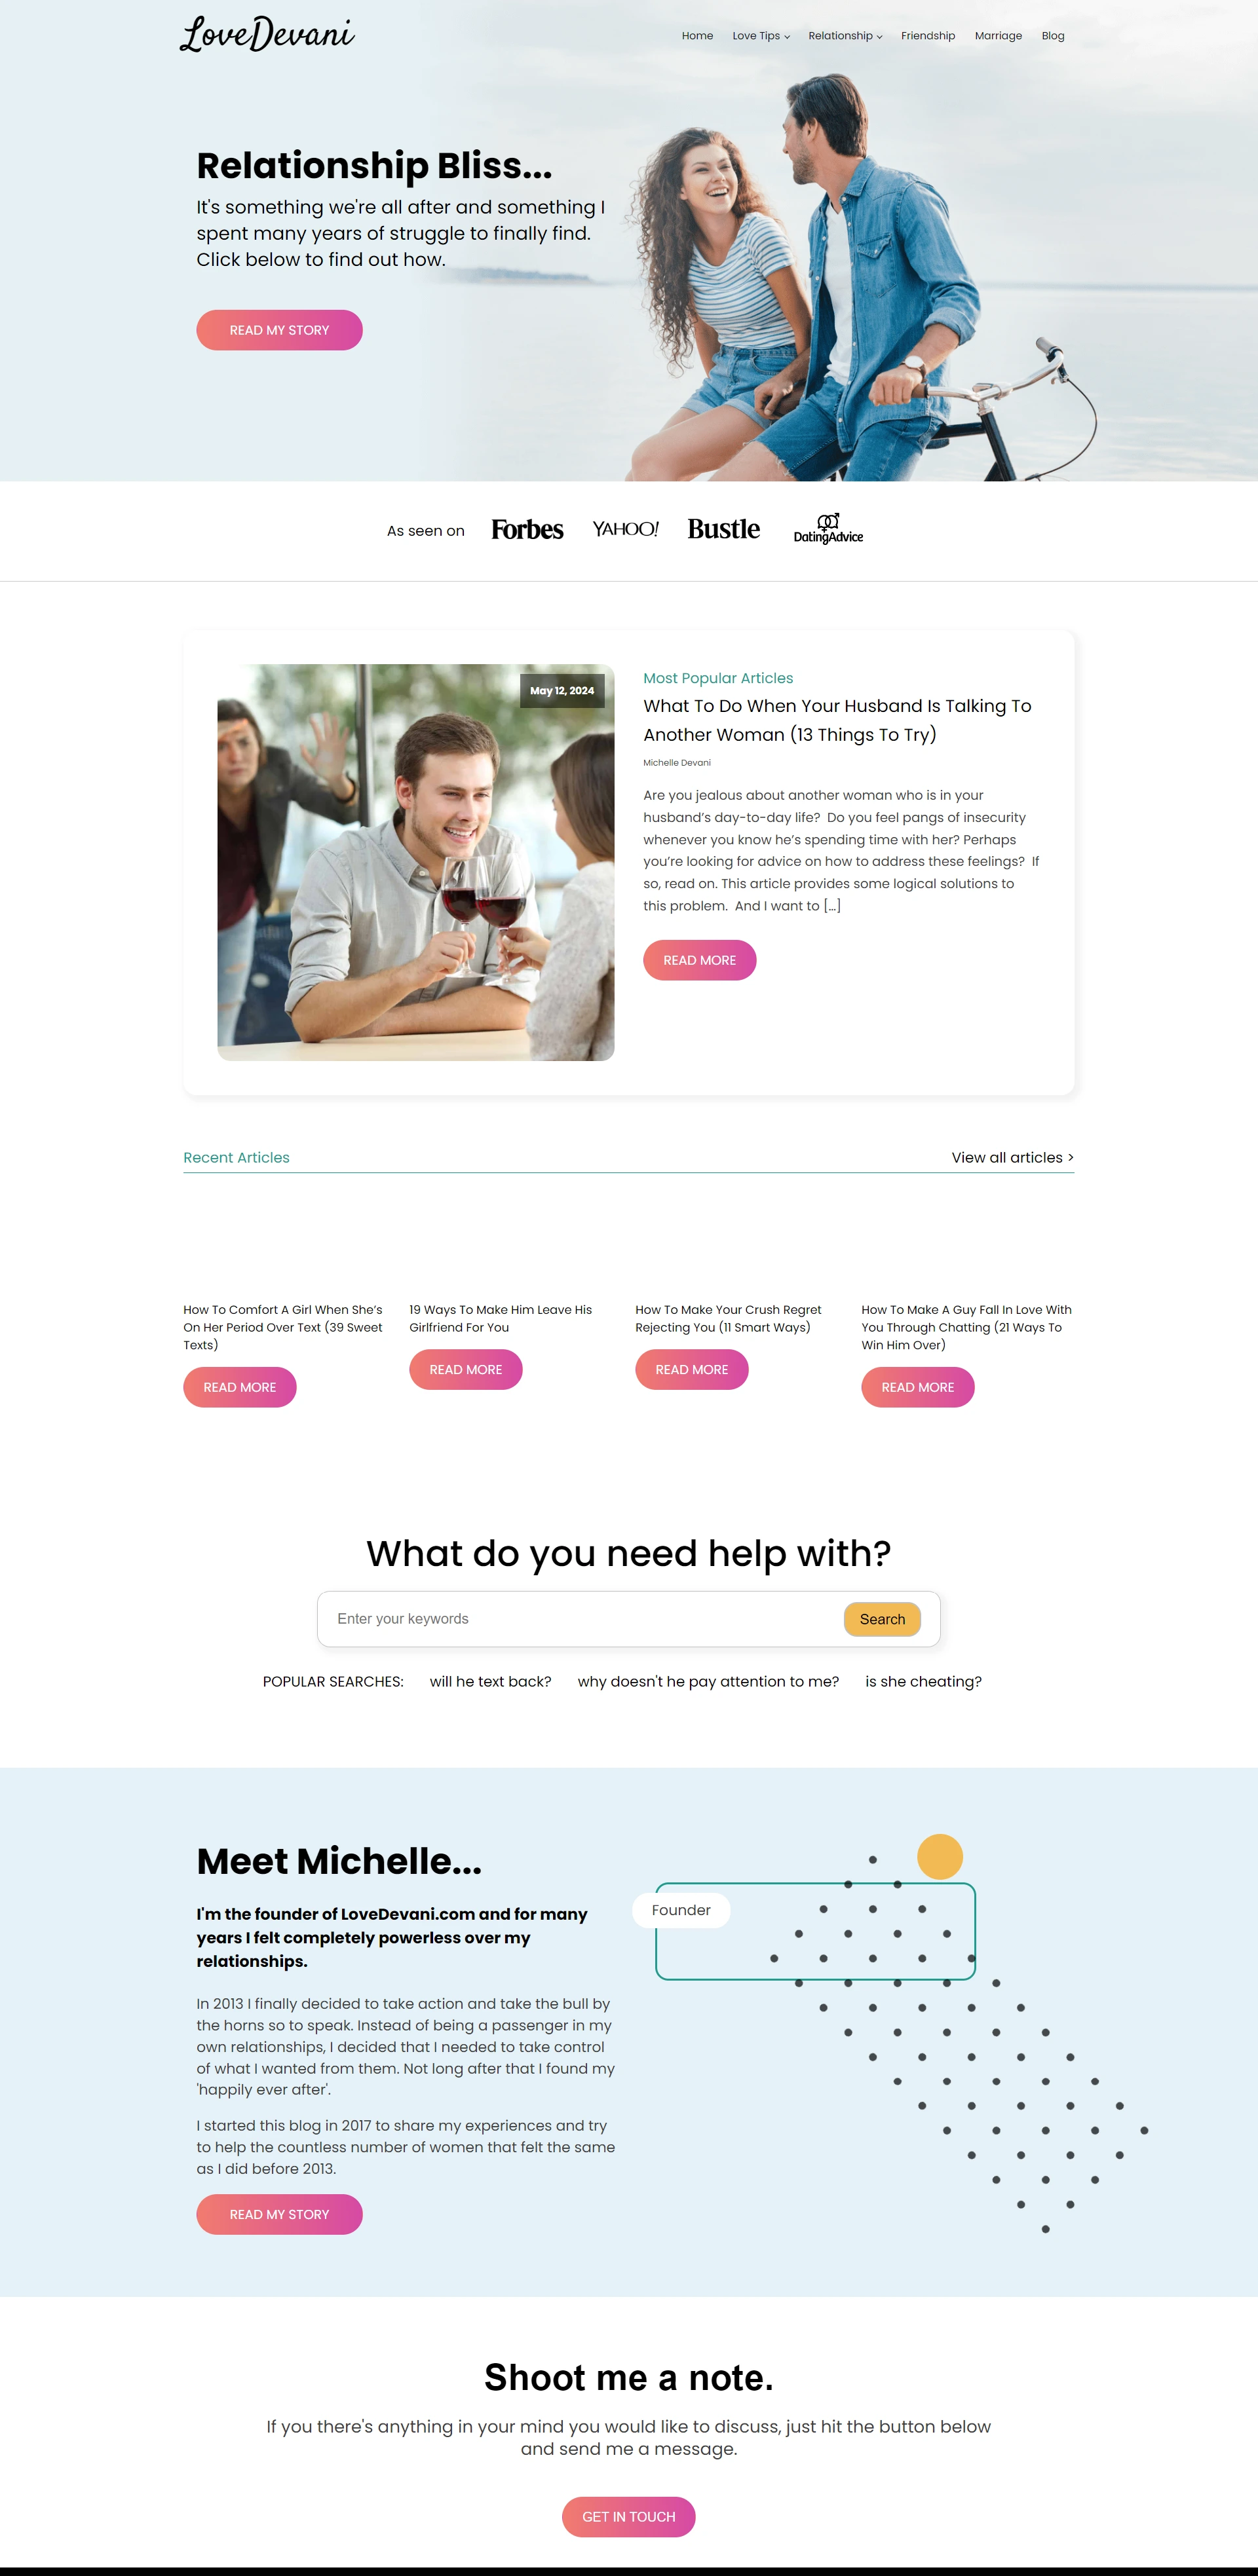 LoveDevani
Home Love Tips Relationship Friendship Marriage Blog
Relationship Bliss...
It's something we're all after and something I
spent many years of struggle to finally find.
Click below to find out how.
READ MY STORY
As seen on Forbes YAHOO! Bustle DatingAdvice
May 12, 2024
Most Popular Articles
What To Do When Your Husband Is Talking To
Another Woman (13 Things To Try)
Michelle Devani
Are you jealous about another woman who is in your
husband’s day-to-day life?  Do you feel pangs of insecurity
whenever you know he’s spending time with her? Perhaps
you’re looking for advice on how to address these feelings?  If
so, read on. This article provides some logical solutions to
this problem.  And I want to [...]
READ MORE
Recent Articles
View all articles >
How To Comfort A Girl When She’s
On Her Period Over Text (39 Sweet
Texts)
READ MORE
19 Ways To Make Him Leave His
Girlfriend For You
READ MORE
How To Make Your Crush Regret
Rejecting You (11 Smart Ways)
READ MORE
How To Make A Guy Fall In Love With
You Through Chatting (21 Ways To
Win Him Over)
READ MORE
What do you need help with?
Enter your keywords
Search
POPULAR SEARCHES: will he text back? why doesn't he pay attention to me? is she cheating?
Meet Michelle...
I'm the founder of LoveDevani.com and for many
years I felt completely powerless over my
relationships.
In 2013 I finally decided to take action and take the bull by
the horns so to speak. Instead of being a passenger in my
own relationships, I decided that I needed to take control
of what I wanted from them. Not long after that I found my
'happily ever after'.
I started this blog in 2017 to share my experiences and try
to help the countless number of women that felt the same
as I did before 2013.
READ MY STORY
Founder
Shoot me a note.
If you there's anything in your mind you would like to discuss, just hit the button below
and send me a message.
GET IN TOUCH